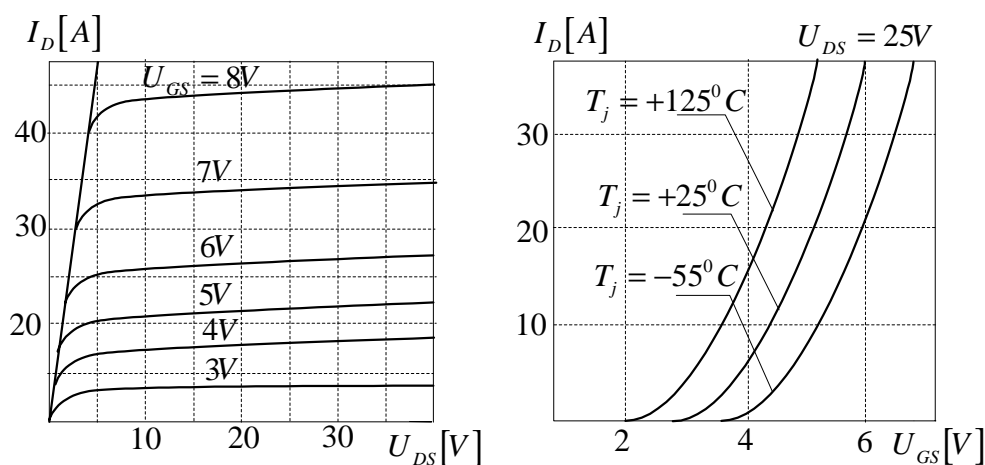 I_D [A]
U_GS = 8V
40
7V
30
6V
5V
20
4V
3V
10
20
30
U_DS [V]
I_D [A]
U_DS = 25V
T_j = +125⁰C
30
T_j = +25⁰C
20
T_j = −55⁰C
10
2
4
6
U_GS [V]